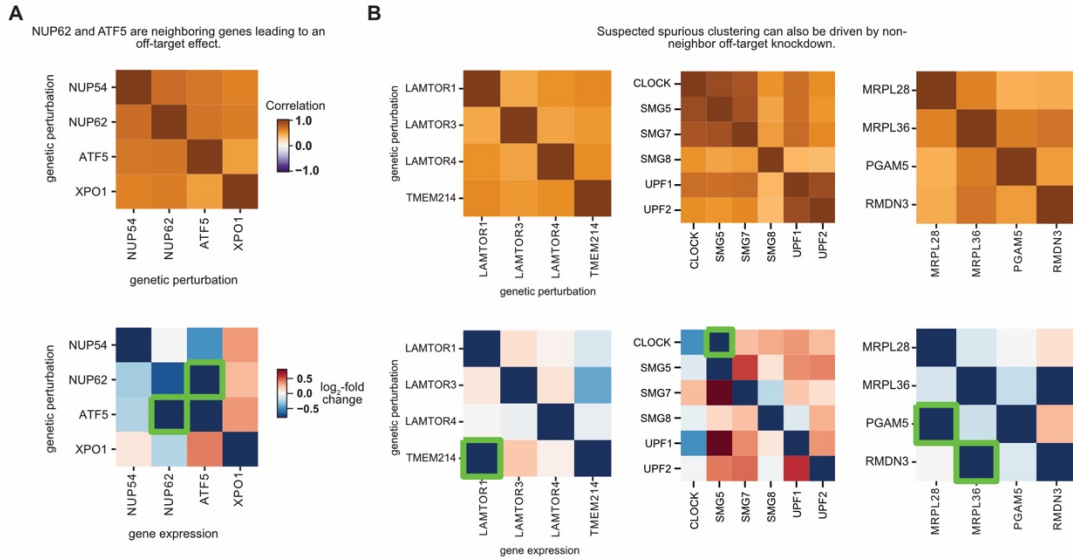 A
NUP62 and ATF5 are neighboring genes leading to an
off-target effect.
genetic perturbation
NUP54
NUP62
ATF5
XPO1
Correlation
1.0
0.0
−1.0
NUP54
NUP62
ATF5
XPO1
genetic perturbation
genetic perturbation
NUP54
NUP62
ATF5
XPO1
0.5
0.0
−0.5
log2-fold
change
NUP54
NUP62
ATF5
XPO1
gene expression
B
Suspected spurious clustering can also be driven by non-
neighbor off-target knockdown.
genetic perturbation
LAMTOR1
LAMTOR3
LAMTOR4
TMEM214
LAMTOR1
LAMTOR3
LAMTOR4
TMEM214
genetic perturbation
CLOCK
SMG5
SMG7
SMG8
UPF1
UPF2
CLOCK
SMG5
SMG7
SMG8
UPF1
UPF2
MRPL28
MRPL36
PGAM5
RMDN3
MRPL28
MRPL36
PGAM5
RMDN3
genetic perturbation
LAMTOR1
LAMTOR3
LAMTOR4
TMEM214
LAMTOR1
LAMTOR3
LAMTOR4
TMEM214
gene expression
CLOCK
SMG5
SMG7
SMG8
UPF1
UPF2
CLOCK
SMG5
SMG7
SMG8
UPF1
UPF2
MRPL28
MRPL36
PGAM5
RMDN3
MRPL28
MRPL36
PGAM5
RMDN3